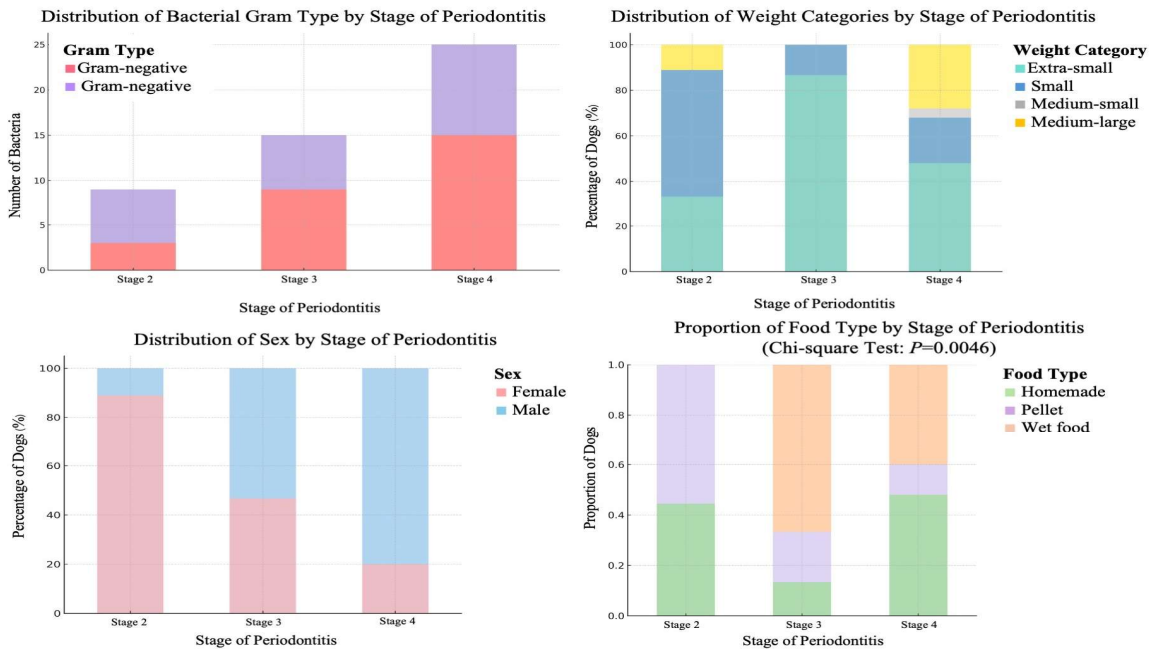 Distribution of Bacterial Gram Type by Stage of Periodontitis
25
20
15
10
5
0
Number of Bacteria
Gram Type
Gram-negative
Gram-negative
Stage 2
Stage 3
Stage 4
Stage of Periodontitis
Distribution of Weight Categories by Stage of Periodontitis
100
80
60
40
20
0
Percentage of Dogs (%)
Weight Category
Extra-small
Small
Medium-small
Medium-large
Stage 2
Stage 3
Stage 4
Stage of Periodontitis
Distribution of Sex by Stage of Periodontitis
100
80
60
40
20
0
Percentage of Dogs (%)
Sex
Female
Male
Stage 2
Stage 3
Stage 4
Stage of Periodontitis
Proportion of Food Type by Stage of Periodontitis
(Chi-square Test: P=0.0046)
1.0
0.8
0.6
0.4
0.2
0.0
Proportion of Dogs
Food Type
Homemade
Pellet
Wet food
Stage 2
Stage 3
Stage 4
Stage of Periodontitis